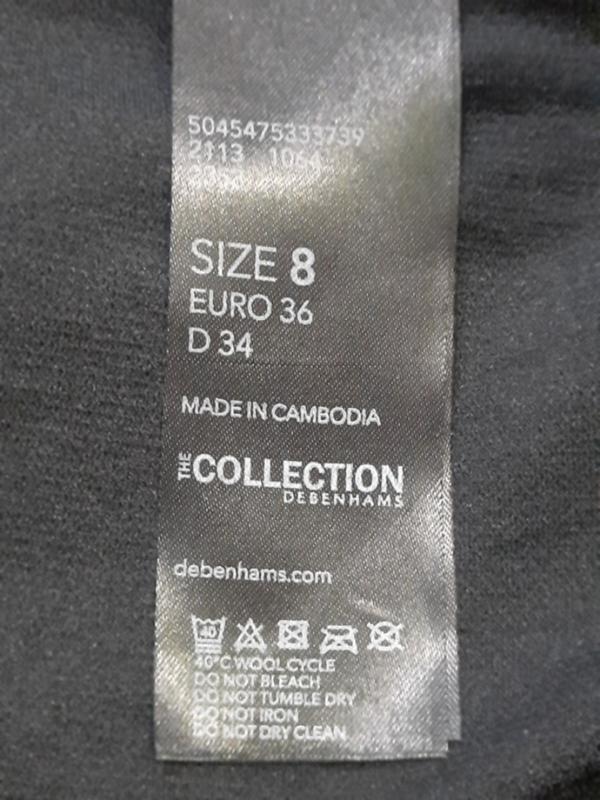 5045475333739
2113 1064
SIZE 8
EURO 36
D 34
MADE IN CAMBODIA
THE COLLECTION
DEBENHAMS
debenhams.com
40
40°C WOOL CYCLE
DO NOT BLEACH
DO NOT TUMBLE DRY
DO NOT IRON
DO NOT DRY CLEAN